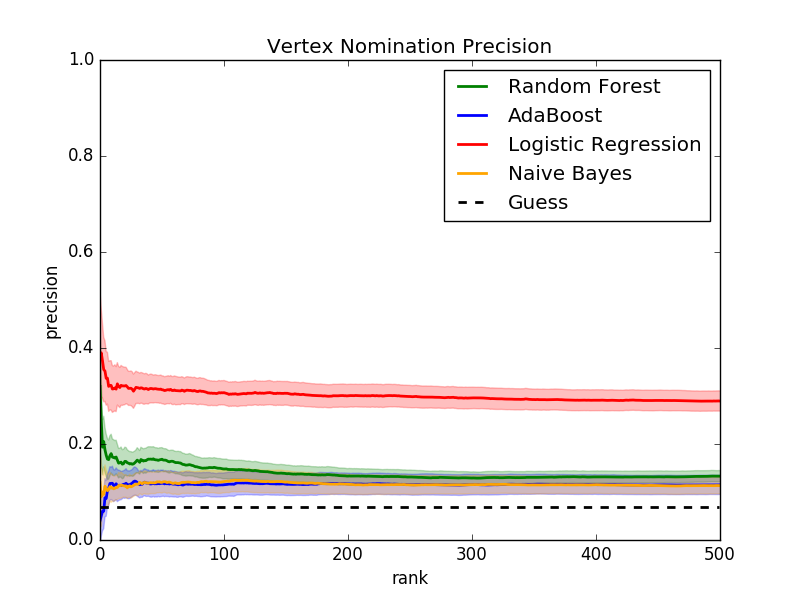 Vertex Nomination Precision
1.0
0.8
0.6
0.4
0.2
0.0
precision
Random Forest
AdaBoost
Logistic Regression
Naive Bayes
Guess
0 100 200 300 400 500
rank